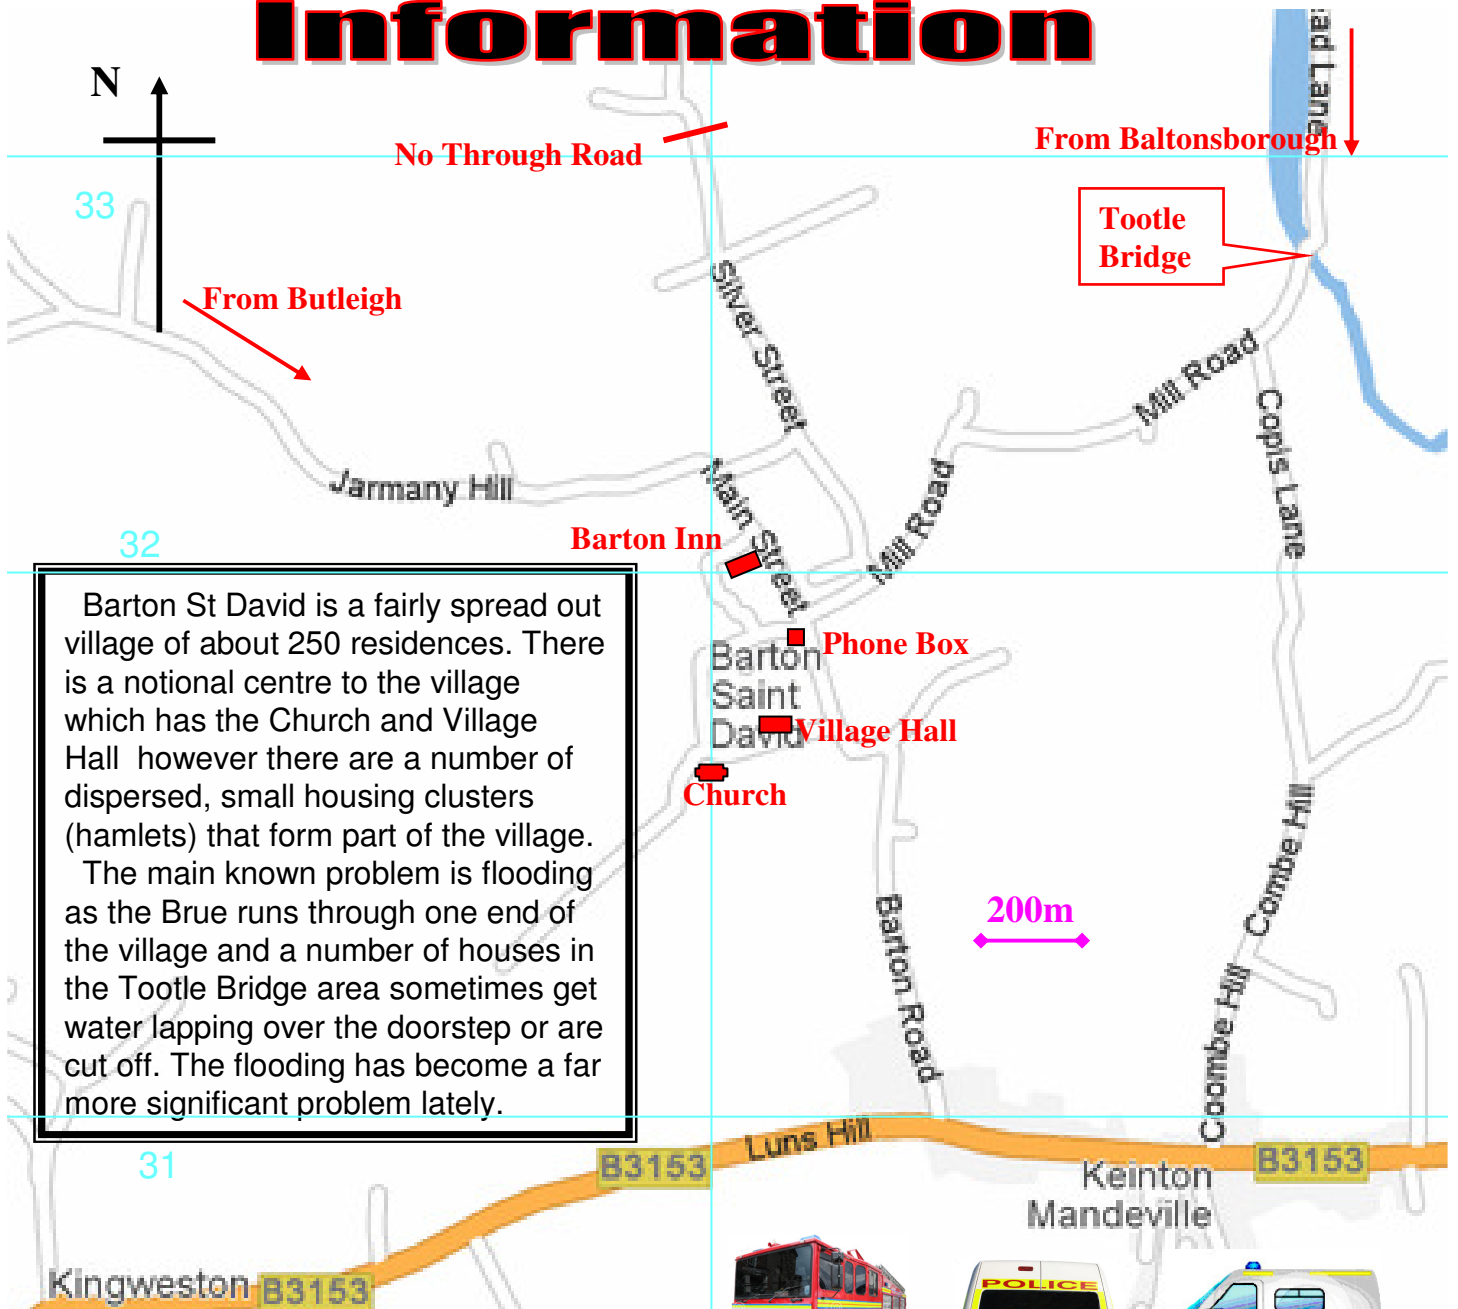 Information
N
ad Lane
No Through Road
From Baltonsborough
33
Tootle
Bridge
From Butleigh
Silver Street
Mill Road
Copis Lane
Jarmany Hill
Main Street
Mill Road
Barton Inn
32
Barton St David is a fairly spread out
village of about 250 residences. There
is a notional centre to the village
which has the Church and Village
Hall however there are a number of
dispersed, small housing clusters
(hamlets) that form part of the village.
The main known problem is flooding
as the Brue runs through one end of
the village and a number of houses in
the Tootle Bridge area sometimes get
water lapping over the doorstep or are
cut off. The flooding has become a far
more significant problem lately.
Phone Box
Barton
Saint
David
Village Hall
Church
Combe Hill
200m
Barton Road
Coombe Hill
Luns Hill
31
B3153
B3153
Keinton
Mandeville
Kingweston
B3153
POLICE